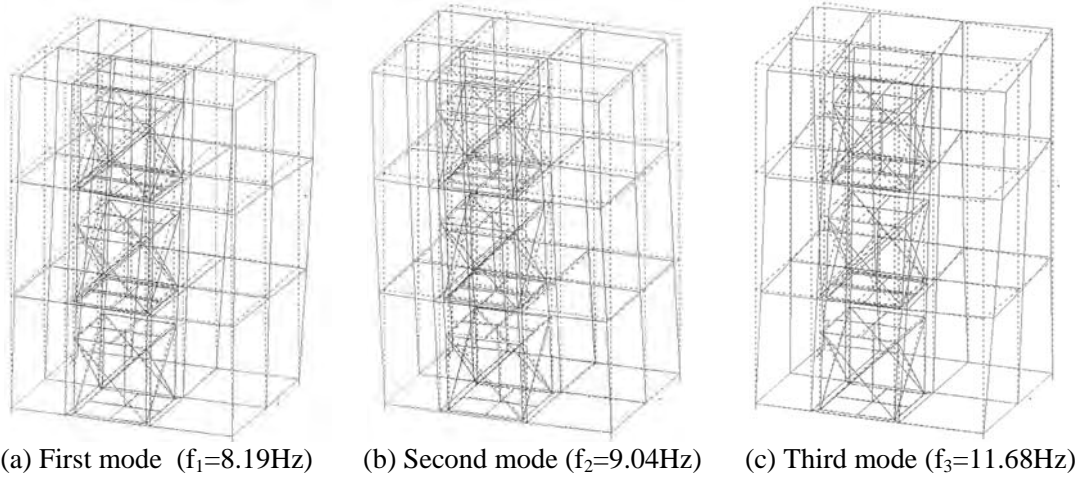 (a) First mode (f₁=8.19Hz)
(b) Second mode (f₂=9.04Hz)
(c) Third mode (f₃=11.68Hz)